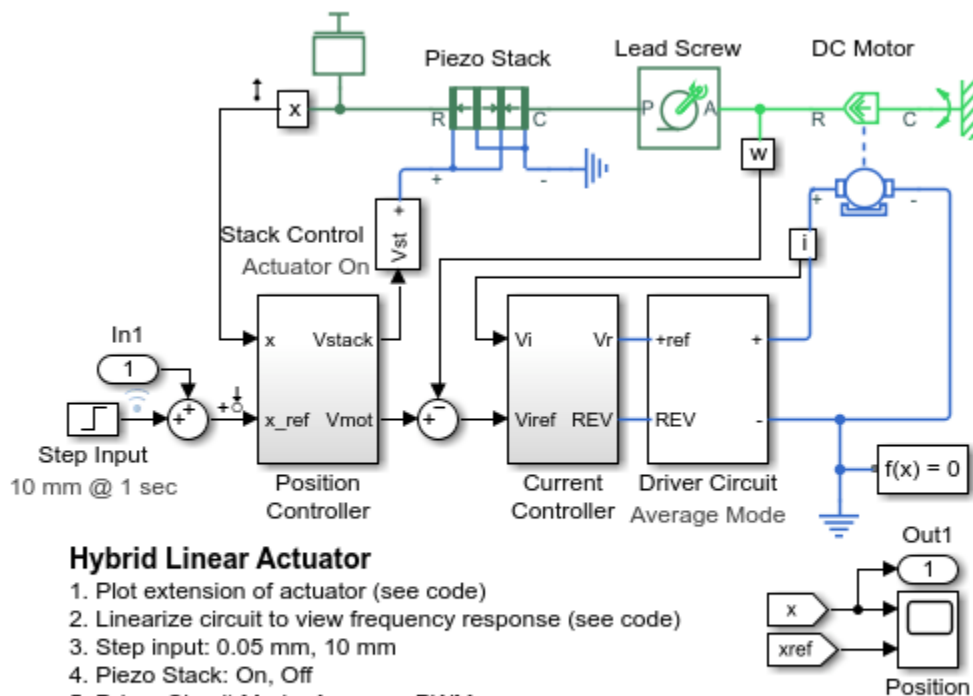 Piezo Stack
Lead Screw
DC Motor
x
R
C
P
A
R
C
w
+
-
+
-
+
Vst
Stack Control
Actuator On
i
In1
1
x
Vstack
Vi
Vr
+ref
+
+
+
+
x_ref
Vmot
+
−
Viref
REV
REV
-
Step Input
10 mm @ 1 sec
Position
Controller
Current
Controller
Driver Circuit
Average Mode
f(x) = 0
Hybrid Linear Actuator
1. Plot extension of actuator (see code)
2. Linearize circuit to view frequency response (see code)
3. Step input: 0.05 mm, 10 mm
4. Piezo Stack: On, Off
Out1
1
x
xref
Position